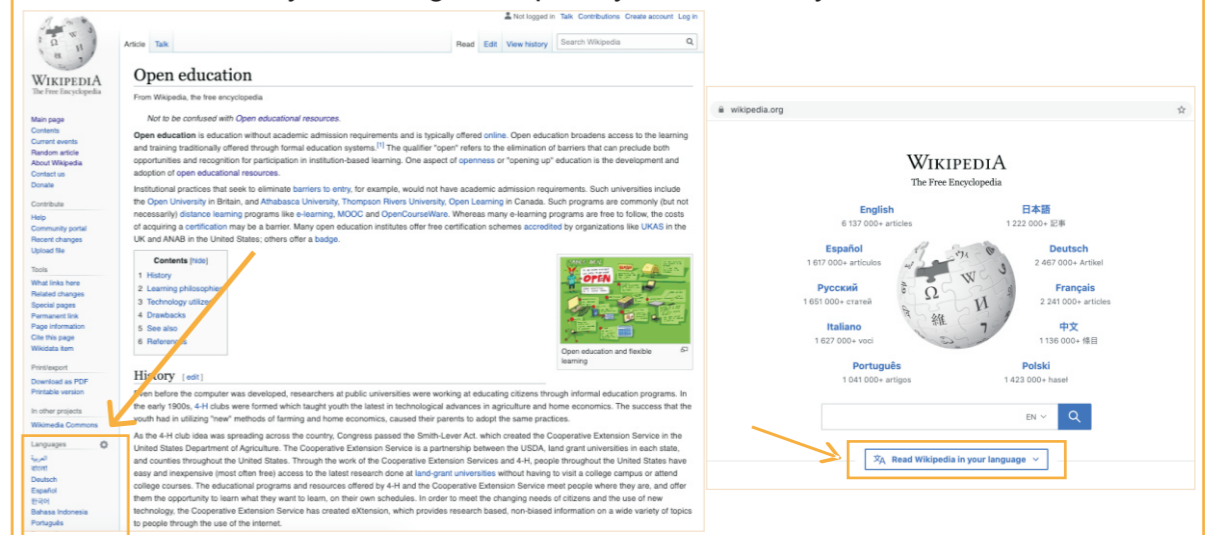 Not logged in Talk Contributions Create account Log in
Article Talk
Read Edit View history Search Wikipedia
WIKIPEDIA
The Free Encyclopedia
Open education
From Wikipedia, the free encyclopedia
Not to be confused with Open educational resources.
Open education is education without academic admission requirements and is typically offered online. Open education broadens access to the learning
and training traditionally offered through formal education systems.[1] The qualifier "open" refers to the elimination of barriers that can preclude both
opportunities and recognition for participation in institution-based learning. One aspect of openness or "opening up" education is the development and
adoption of open educational resources.
Institutional practices that seek to eliminate barriers to entry, for example, would not have academic admission requirements. Such universities include
the Open University in Britain, and Athabasca University, Thompson Rivers University, Open Learning in Canada. Such programs are commonly (but not
necessarily) distance learning programs like e-learning, MOOC and OpenCourseWare. Whereas many e-learning programs are free to follow, the costs
of acquiring a certification may be a barrier. Many open education institutes offer free certification schemes accredited by organizations like UKAS in the
UK and ANAB in the United States; others offer a badge.
Main page
Contents
Current events
Random article
About Wikipedia
Contact us
Donate
Contribute
Help
Community portal
Recent changes
Upload file
Tools
What links here
Related changes
Special pages
Permanent link
Page information
Cite this page
Wikidata item
Print/export
Download as PDF
Printable version
In other projects
Wikimedia Commons
Languages
العربية
Deutsch
Español
한국어
Bahasa Indonesia
Português
Contents [hide]
1 History
2 Learning philosophies
3 Technology utilized
4 Drawbacks
5 See also
6 References
OPEN
Open education and flexible
learning
History [ edit ]
Even before the computer was developed, researchers at public universities were working at educating citizens through informal education programs. In
the early 1900s, 4-H clubs were formed which taught youth the latest in technological advances in agriculture and home economics. The success that the
youth had in utilizing "new" methods of farming and home economics, caused their parents to adopt the same practices.
As the 4-H club idea was spreading across the country, Congress passed the Smith-Lever Act. which created the Cooperative Extension Service in the
United States Department of Agriculture. The Cooperative Extension Service is a partnership between the USDA, land grant universities in each state,
and counties throughout the United States. Through the work of the Cooperative Extension Services and 4-H, people throughout the United States have
easy and inexpensive (most often free) access to the latest research done at land-grant universities without having to visit a college campus or attend
college courses. The educational programs and resources offered by 4-H and the Cooperative Extension Service meet people where they are, and offer
them the opportunity to learn what they want to learn, on their own schedules. In order to meet the changing needs of citizens and the use of new
technology, the Cooperative Extension Service has created eXtension, which provides research based, non-biased information on a wide variety of topics
to people through the use of the internet.
wikipedia.org
WIKIPEDIA
The Free Encyclopedia
English
6 137 000+ articles
日本語
1 222 000+ 記事
Español
1 617 000+ artículos
Deutsch
2 467 000+ Artikel
Русский
1 651 000+ статей
Français
2 241 000+ articles
Italiano
1 627 000+ voci
中文
1 136 000+ 條目
Português
1 041 000+ artigos
Polski
1 423 000+ haseł
EN
Read Wikipedia in your language